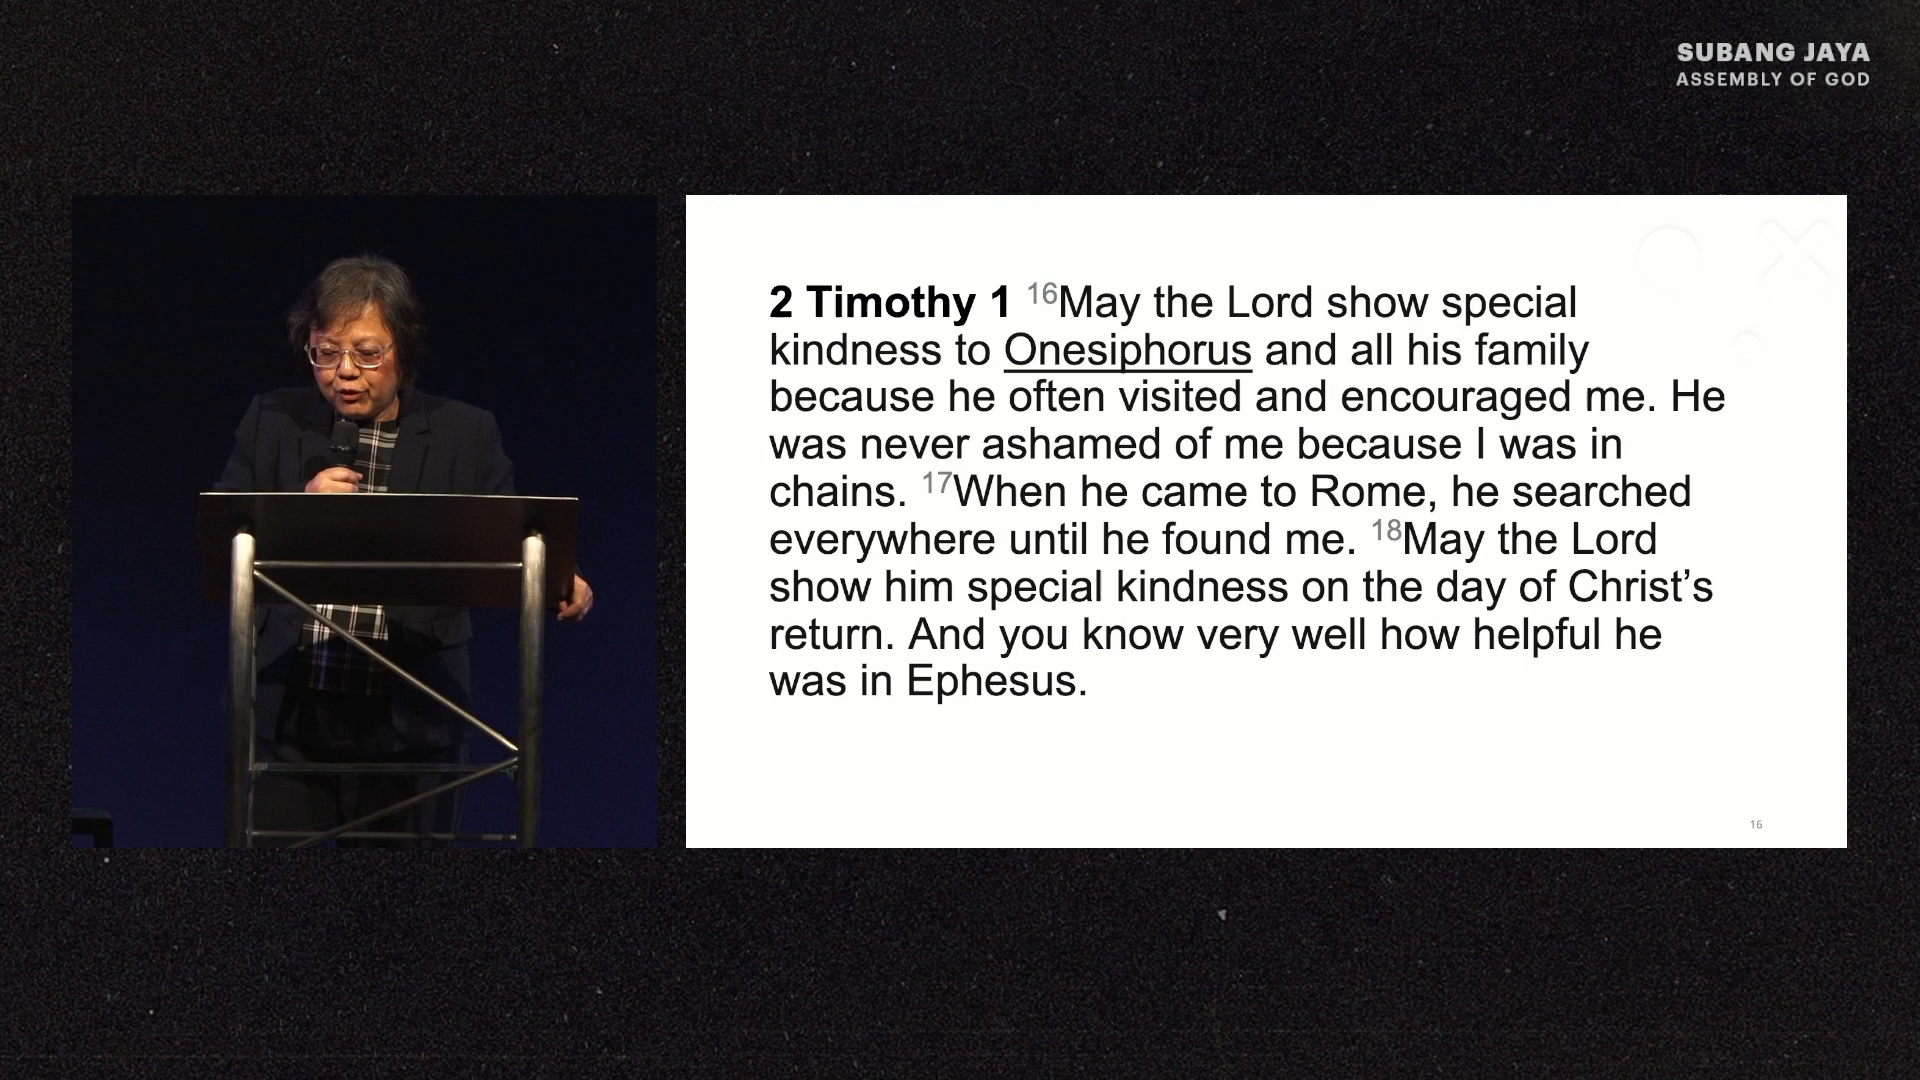 SUBANG JAYA
ASSEMBLY OF GOD
2 Timothy 1 16May the Lord show special
kindness to Onesiphorus and all his family
because he often visited and encouraged me. He
was never ashamed of me because I was in
chains. 17When he came to Rome, he searched
everywhere until he found me. 18May the Lord
show him special kindness on the day of Christ’s
return. And you know very well how helpful he
was in Ephesus.
16